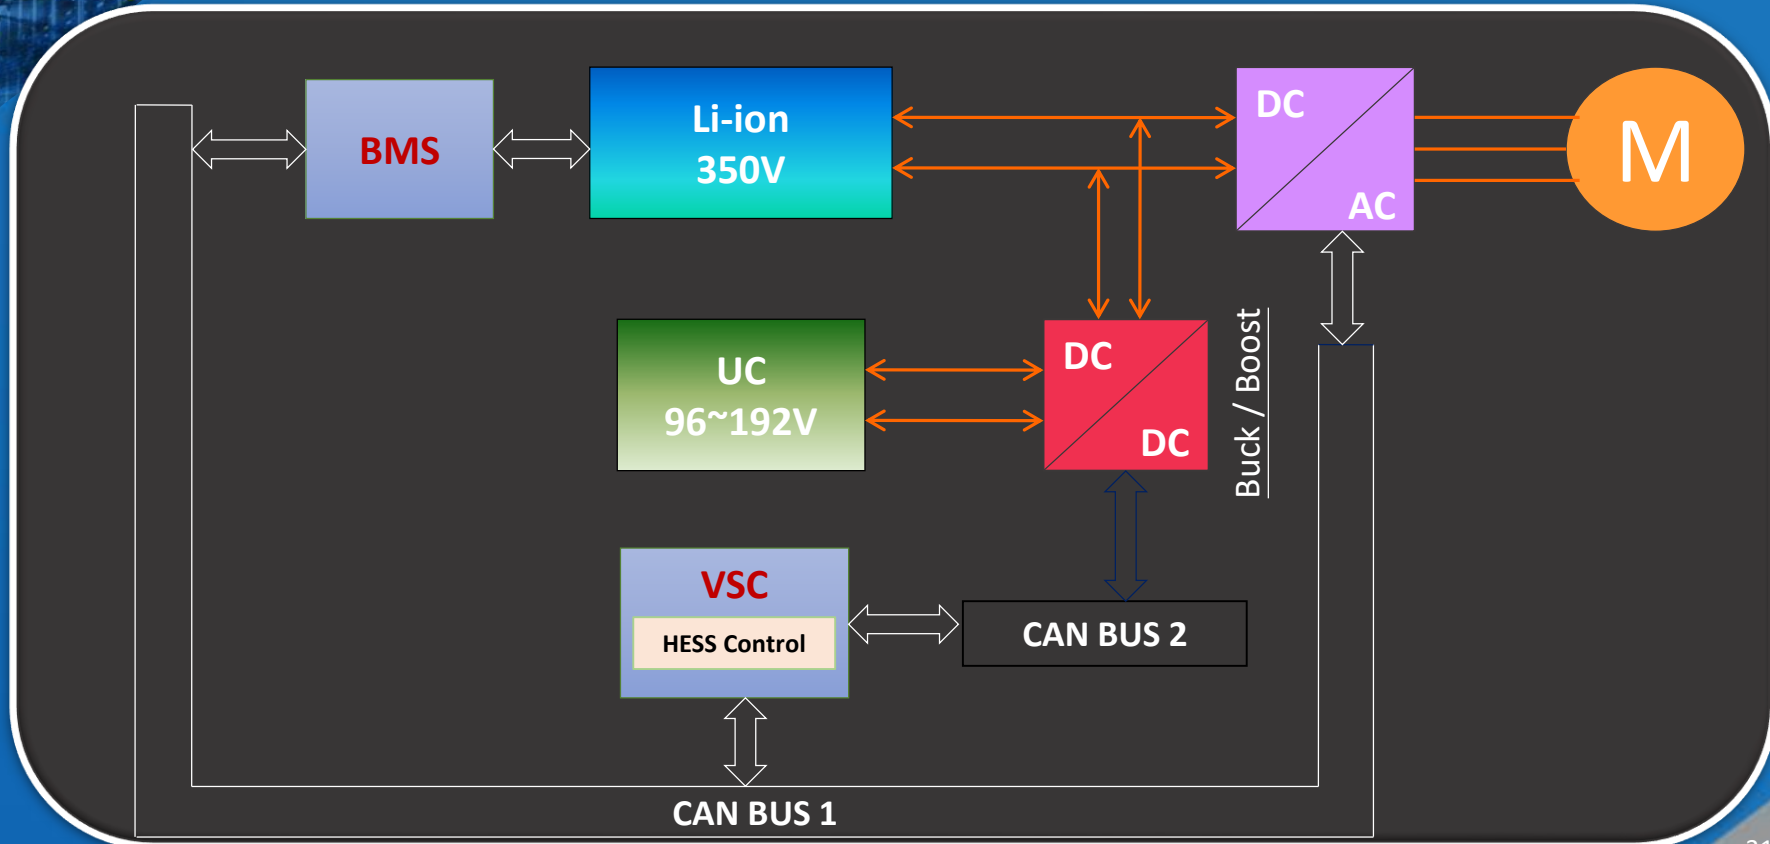 BMS
Li-ion
350V
DC
AC
M
UC
96~192V
DC
DC
Buck / Boost
VSC
HESS Control
CAN BUS 2
CAN BUS 1